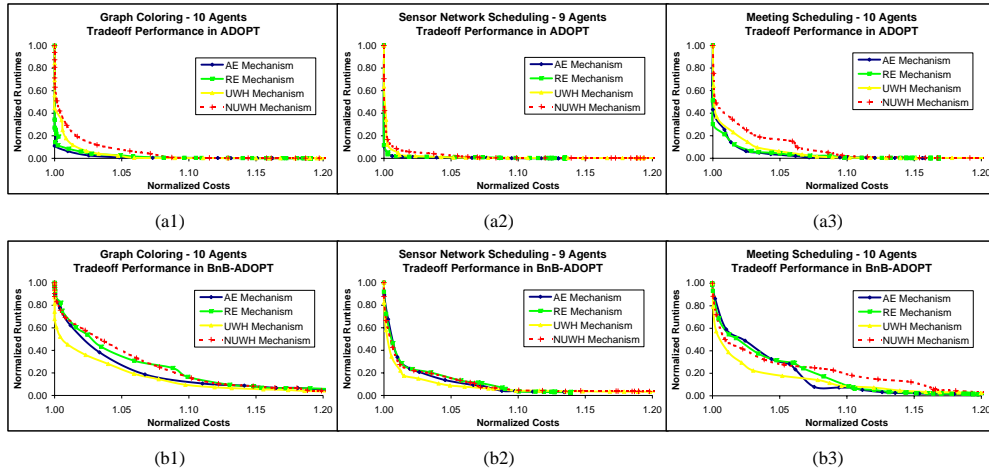 Graph Coloring - 10 Agents
Tradeoff Performance in ADOPT
Normalized Runtimes
1.00
0.80
0.60
0.40
0.20
0.00
AE Mechanism
RE Mechanism
UWH Mechanism
NUWH Mechanism
1.00 1.05 1.10 1.15 1.20
Normalized Costs
(a1)
Sensor Network Scheduling - 9 Agents
Tradeoff Performance in ADOPT
Normalized Runtimes
1.00
0.80
0.60
0.40
0.20
0.00
AE Mechanism
RE Mechanism
UWH Mechanism
NUWH Mechanism
1.00 1.05 1.10 1.15 1.20
Normalized Costs
(a2)
Meeting Scheduling - 10 Agents
Tradeoff Performance in ADOPT
Normalized Runtimes
1.00
0.80
0.60
0.40
0.20
0.00
AE Mechanism
RE Mechanism
UWH Mechanism
NUWH Mechanism
1.00 1.05 1.10 1.15 1.20
Normalized Costs
(a3)
Graph Coloring - 10 Agents
Tradeoff Performance in BnB-ADOPT
Normalized Runtimes
1.00
0.80
0.60
0.40
0.20
0.00
AE Mechanism
RE Mechanism
UWH Mechanism
NUWH Mechanism
1.00 1.05 1.10 1.15 1.20
Normalized Costs
(b1)
Sensor Network Scheduling - 9 Agents
Tradeoff Performance in BnB-ADOPT
Normalized Runtimes
1.00
0.80
0.60
0.40
0.20
0.00
AE Mechanism
RE Mechanism
UWH Mechanism
NUWH Mechanism
1.00 1.05 1.10 1.15 1.20
Normalized Costs
(b2)
Meeting Scheduling - 10 Agents
Tradeoff Performance in BnB-ADOPT
Normalized Runtimes
1.00
0.80
0.60
0.40
0.20
0.00
AE Mechanism
RE Mechanism
UWH Mechanism
NUWH Mechanism
1.00 1.05 1.10 1.15 1.20
Normalized Costs
(b3)